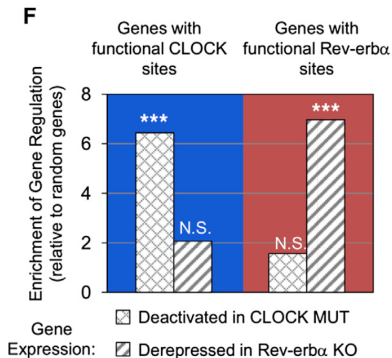 F
Genes with
functional CLOCK
sites
Genes with
functional Rev-erbα
sites
Enrichment of Gene Regulation
(relative to random genes)
8
6
4
2
0
***
N.S.
N.S.
***
Gene
Expression:
Deactivated in CLOCK MUT
Derepressed in Rev-erbα KO